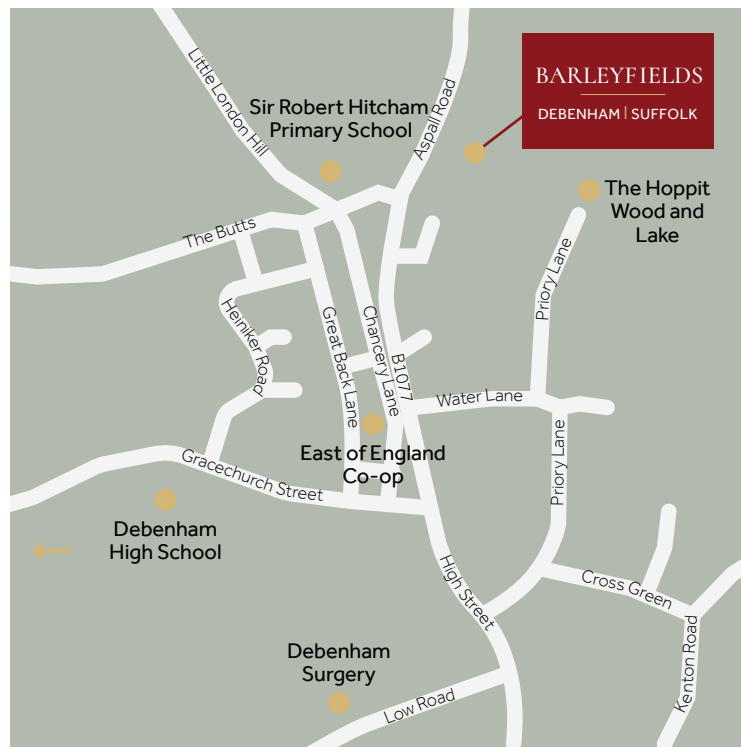 BARLEYFIELDS
DEBENHAM | SUFFOLK
Little London Hill
Sir Robert Hitcham
Primary School
Aspall Road
The Hoppit
Wood and
Lake
The Butts
Priory Lane
Heiniker Road
Great Back Lane
Chancery Lane
B1077
Water Lane
East of England
Co-op
Priory Lane
Gracechurch Street
Debenham
High School
High Street
Cross Green
Debenham
Surgery
Kenton Road
Low Road